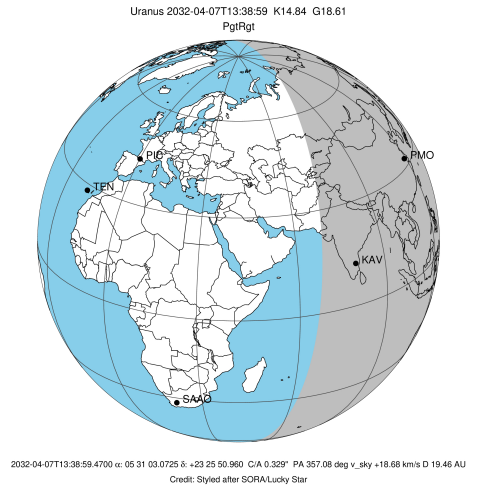 Uranus 2032-04-07T13:38:59 K14.84 G18.61
PgtRgt
PIC
PMO
TEN
KAV
SAAO
2032-04-07T13:38:59.4700 α: 05 31 03.0725 δ: +23 25 50.960 C/A 0.329" PA 357.08 deg v_sky +18.68 km/s D 19.46 AU
Credit: Styled after SORA/Lucky Star